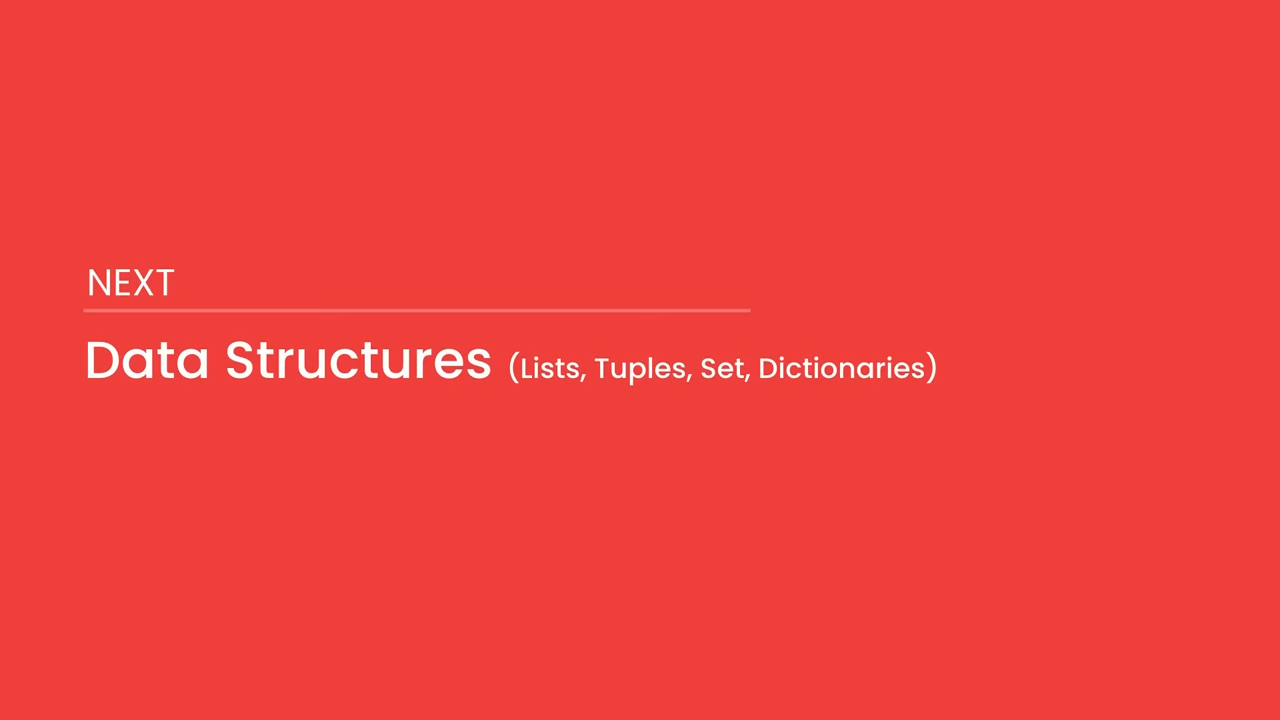 NEXT
Data Structures (Lists, Tuples, Set, Dictionaries)